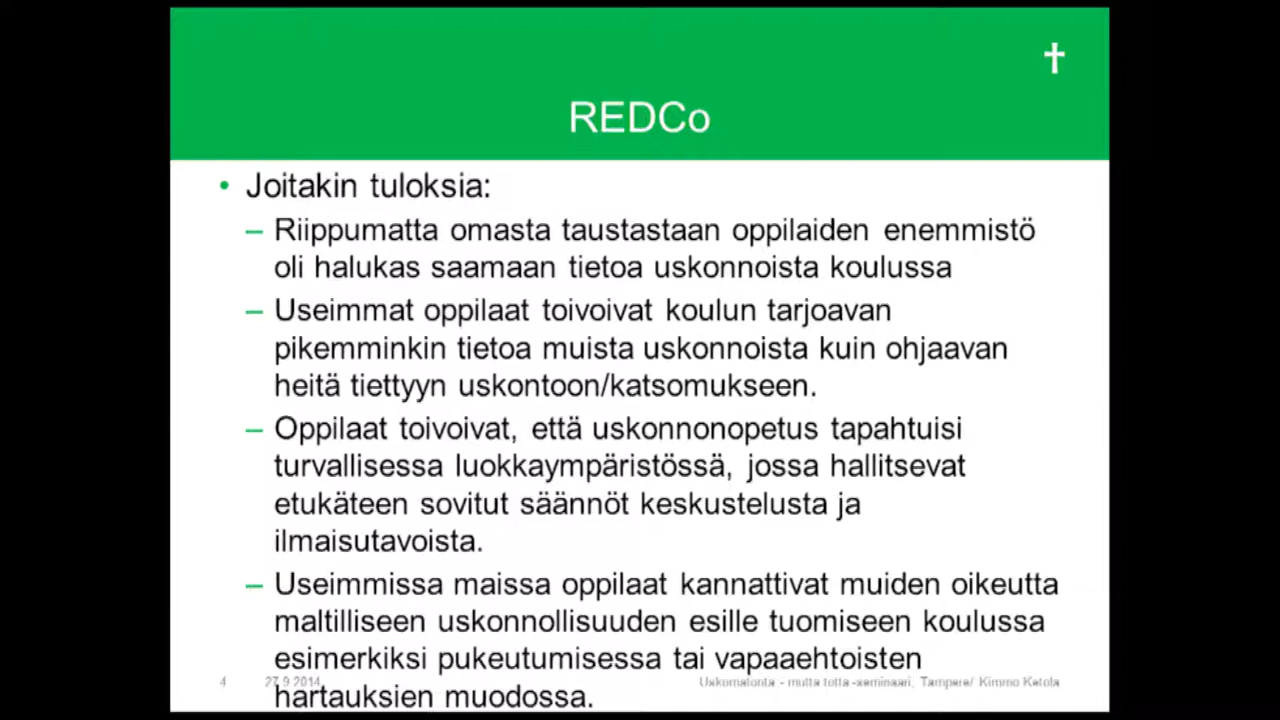 REDCo
• Joitakin tuloksia:
– Riippumatta omasta taustastaan oppilaiden enemmistö
oli halukas saamaan tietoa uskonnoista koulussa
– Useimmat oppilaat toivoivat koulun tarjoavan
pikemminkin tietoa muista uskonnoista kuin ohjaavan
heitä tiettyyn uskontoon/katsomukseen.
– Oppilaat toivoivat, että uskonnonopetus tapahtuisi
turvallisessa luokkaympäristössä, jossa hallitsevat
etukäteen sovitut säännöt keskustelusta ja
ilmaisutavoista.
– Useimmissa maissa oppilaat kannattivat muiden oikeutta
maltilliseen uskonnollisuuden esille tuomiseen koulussa
esimerkiksi pukeutumisessa tai vapaaehtoisten
hartauksien muodossa.
4 27.9.2014 Uskomatonta - mutta totta -seminaari, Tampere/ Kimmo Ketola